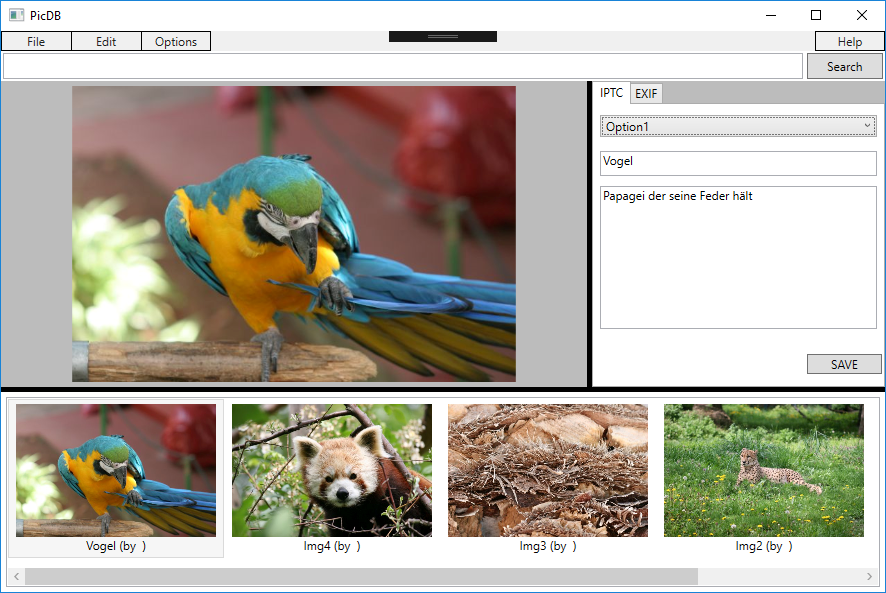 PicDB
File Edit Options Help
Search
IPTC EXIF
Option1
Vogel
Papagei der seine Feder hält
SAVE
Vogel (by  ) Img4 (by  ) Img3 (by  ) Img2 (by  )